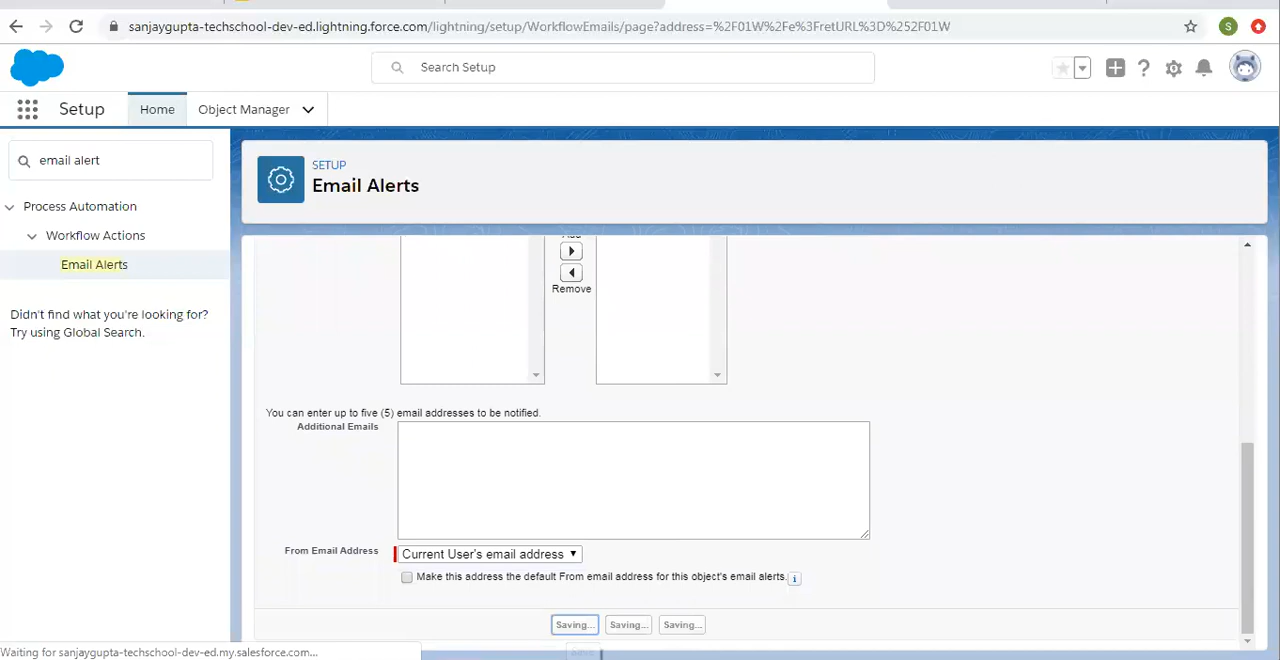 sanjaygupta-techschool-dev-ed.lightning.force.com/lightning/setup/WorkflowEmails/page?address=%2F01W%2Fe%3FretURL%3D%252F01W
S
Search Setup
Setup
Home
Object Manager
email alert
SETUP
Email Alerts
Process Automation
Workflow Actions
Email Alerts
Didn't find what you're looking for?
Try using Global Search.
Remove
You can enter up to five (5) email addresses to be notified.
Additional Emails
From Email Address
Current User's email address
Make this address the default From email address for this object's email alerts.
i
Saving...
Saving...
Saving...
Waiting for sanjaygupta-techschool-dev-ed.my.salesforce.com...